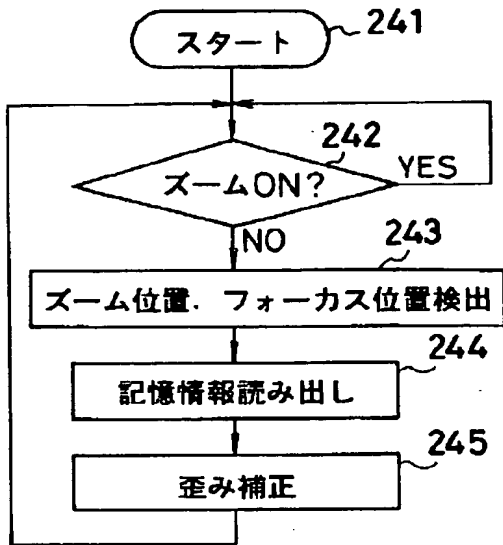 スタート
241
ズームON?
242
YES
NO
243
ズーム位置．フォーカス位置検出
244
記憶情報読み出し
245
歪み補正